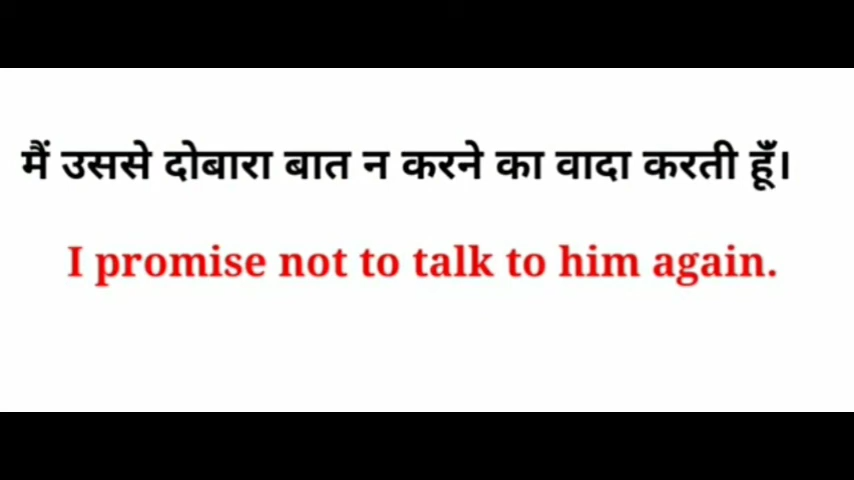 मैं उससे दोबारा बात न करने का वादा करती हूँ।
I promise not to talk to him again.